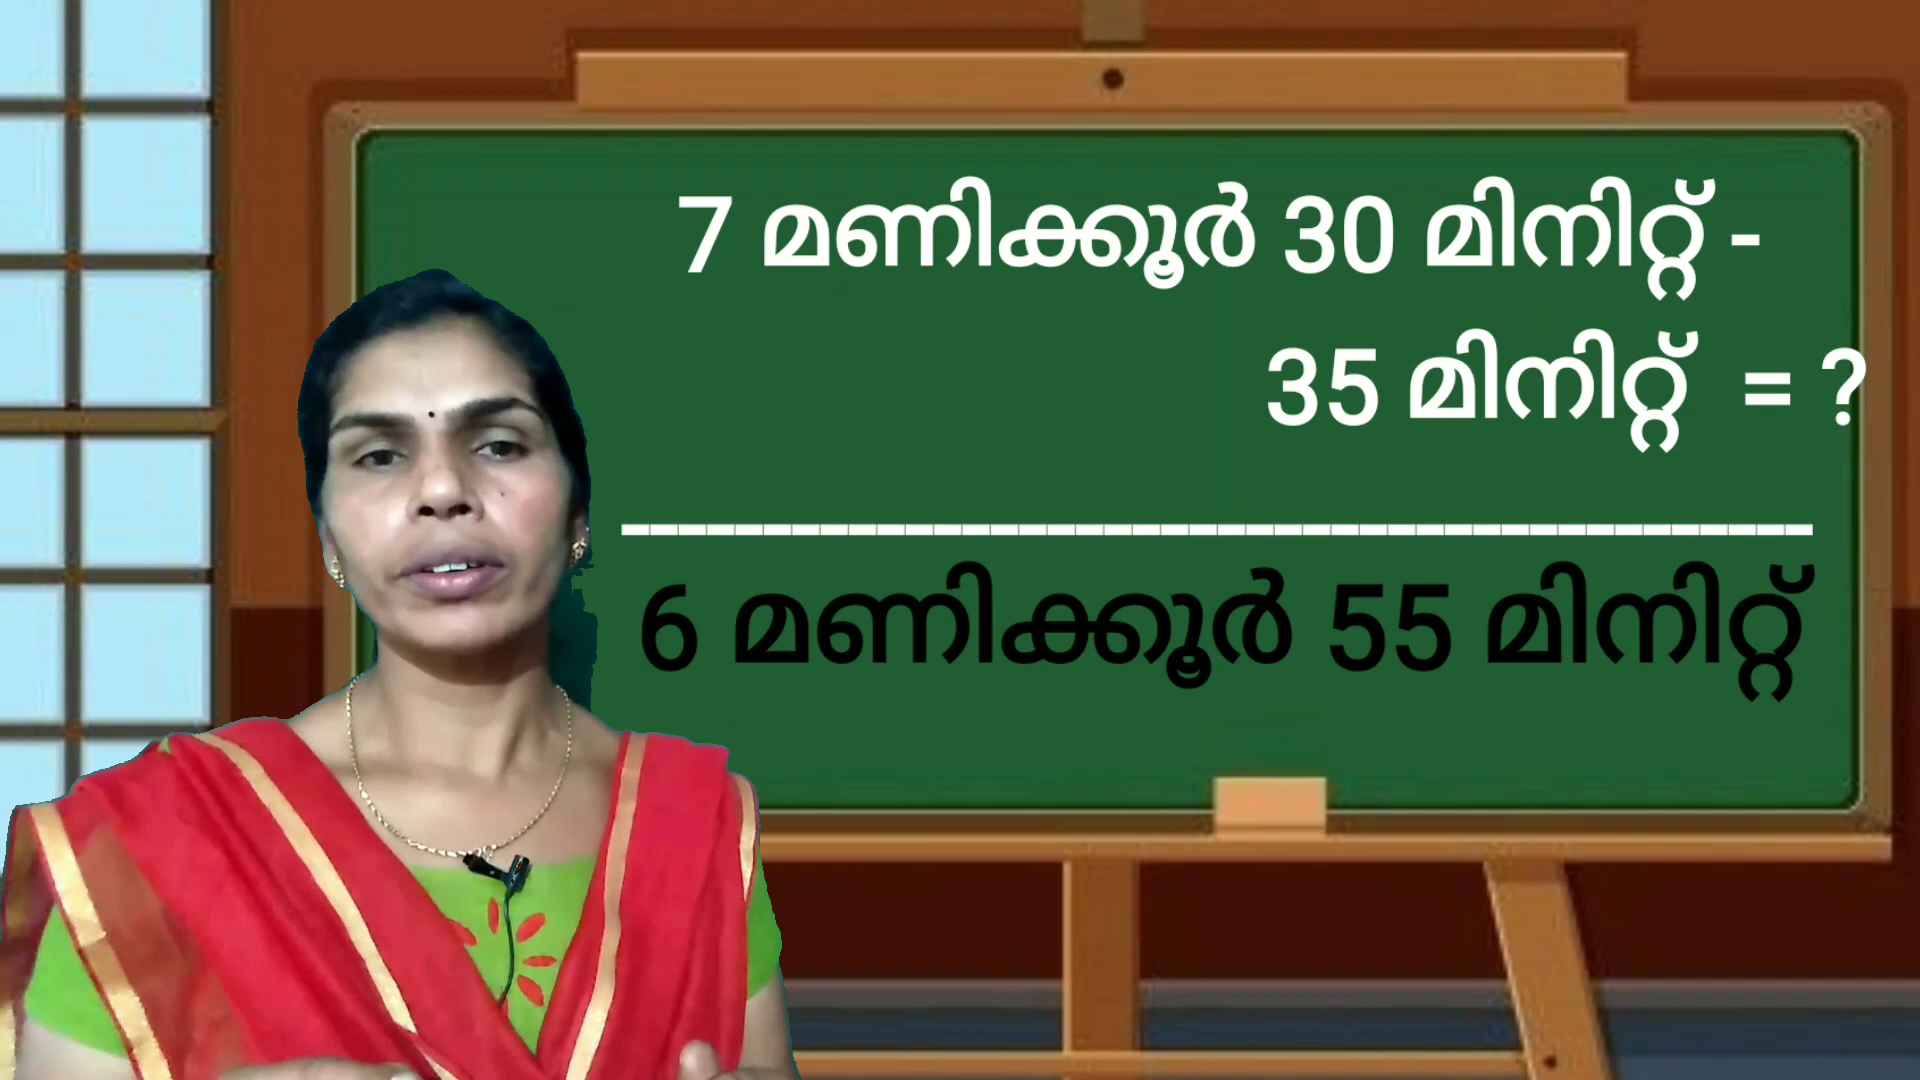 7 മണിക്കൂർ 30 മിനിറ്റ് -
35 മിനിറ്റ് = ?
6 മണിക്കൂർ 55 മിനിറ്റ്